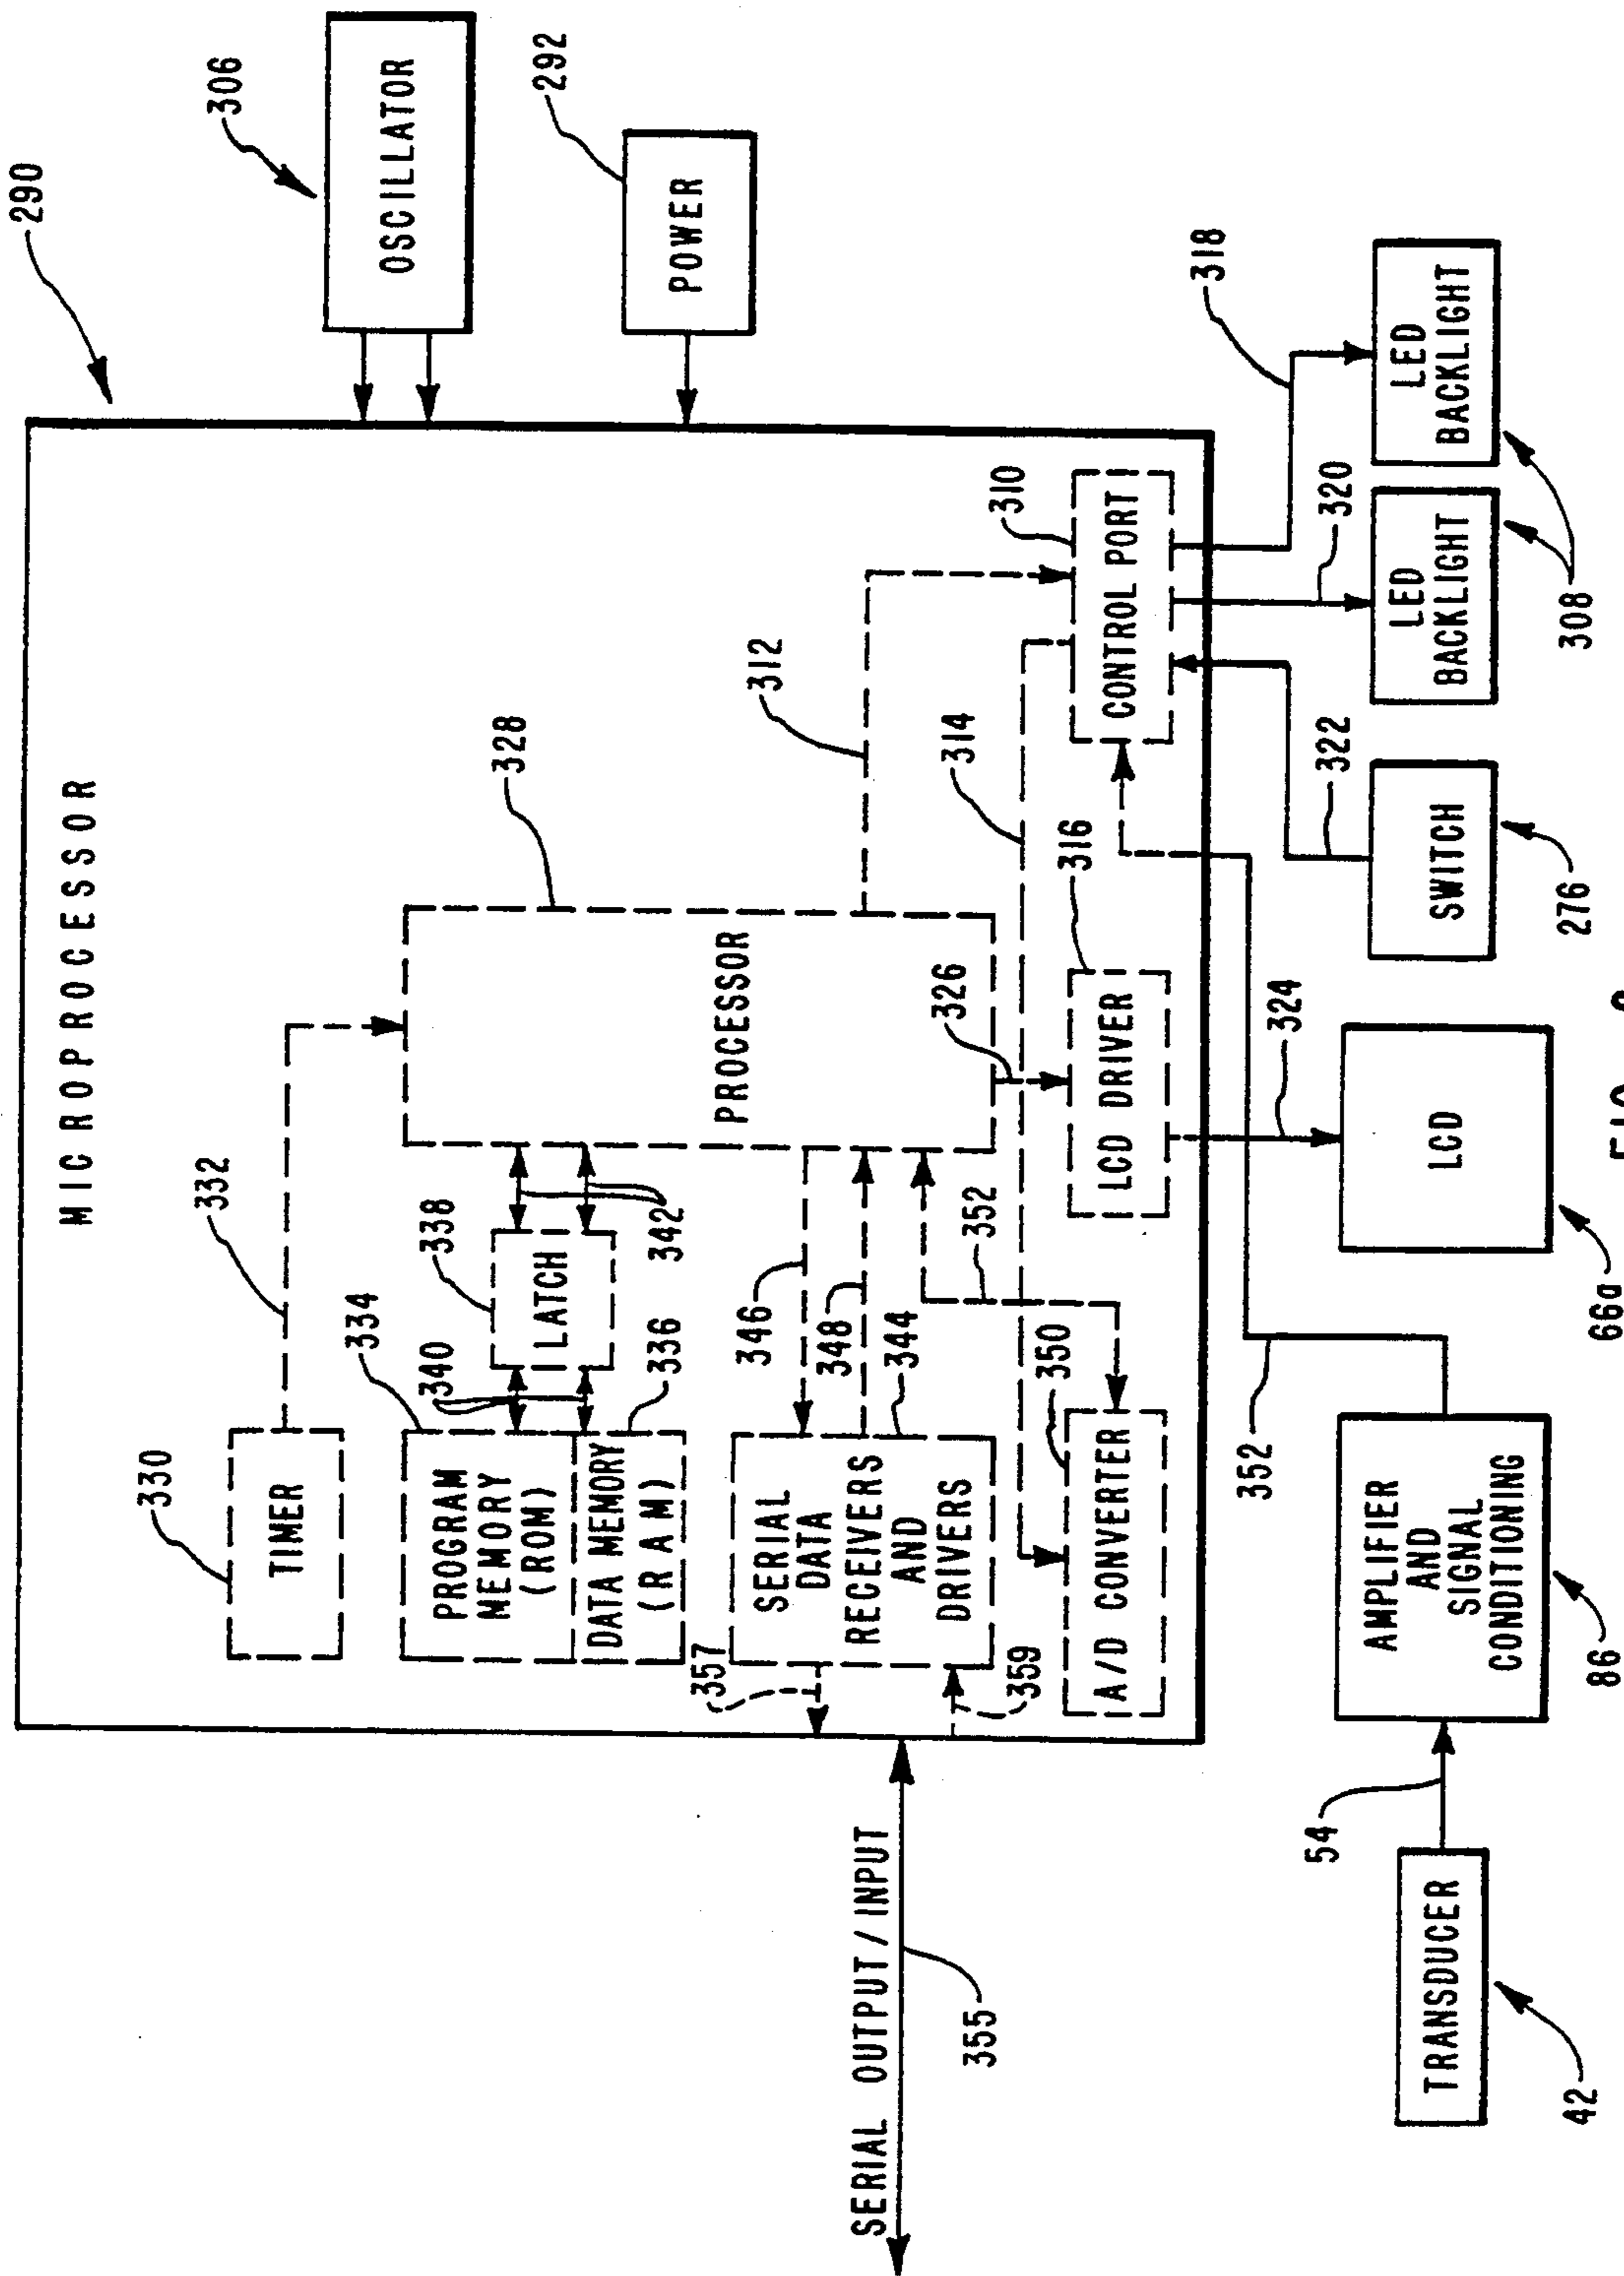 290
MICROPROCESSOR
306
OSCILLATOR
292
POWER
330
TIMER
332
334
PROGRAM
MEMORY
(ROM)
340
338
LATCH
342
336
DATA MEMORY
(RAM)
328
PROCESSOR
346
348
344
SERIAL
DATA
RECEIVERS
AND
DRIVERS
357
359
SERIAL OUTPUT/INPUT
355
312
326
352
350
A/D CONVERTER
316
LCD DRIVER
314
310
CONTROL PORT
54
TRANSDUCER
42
352
AMPLIFIER
AND
SIGNAL
CONDITIONING
86
324
LCD
66a
322
SWITCH
276
320
LED
BACKLIGHT
318
LED
BACKLIGHT
308